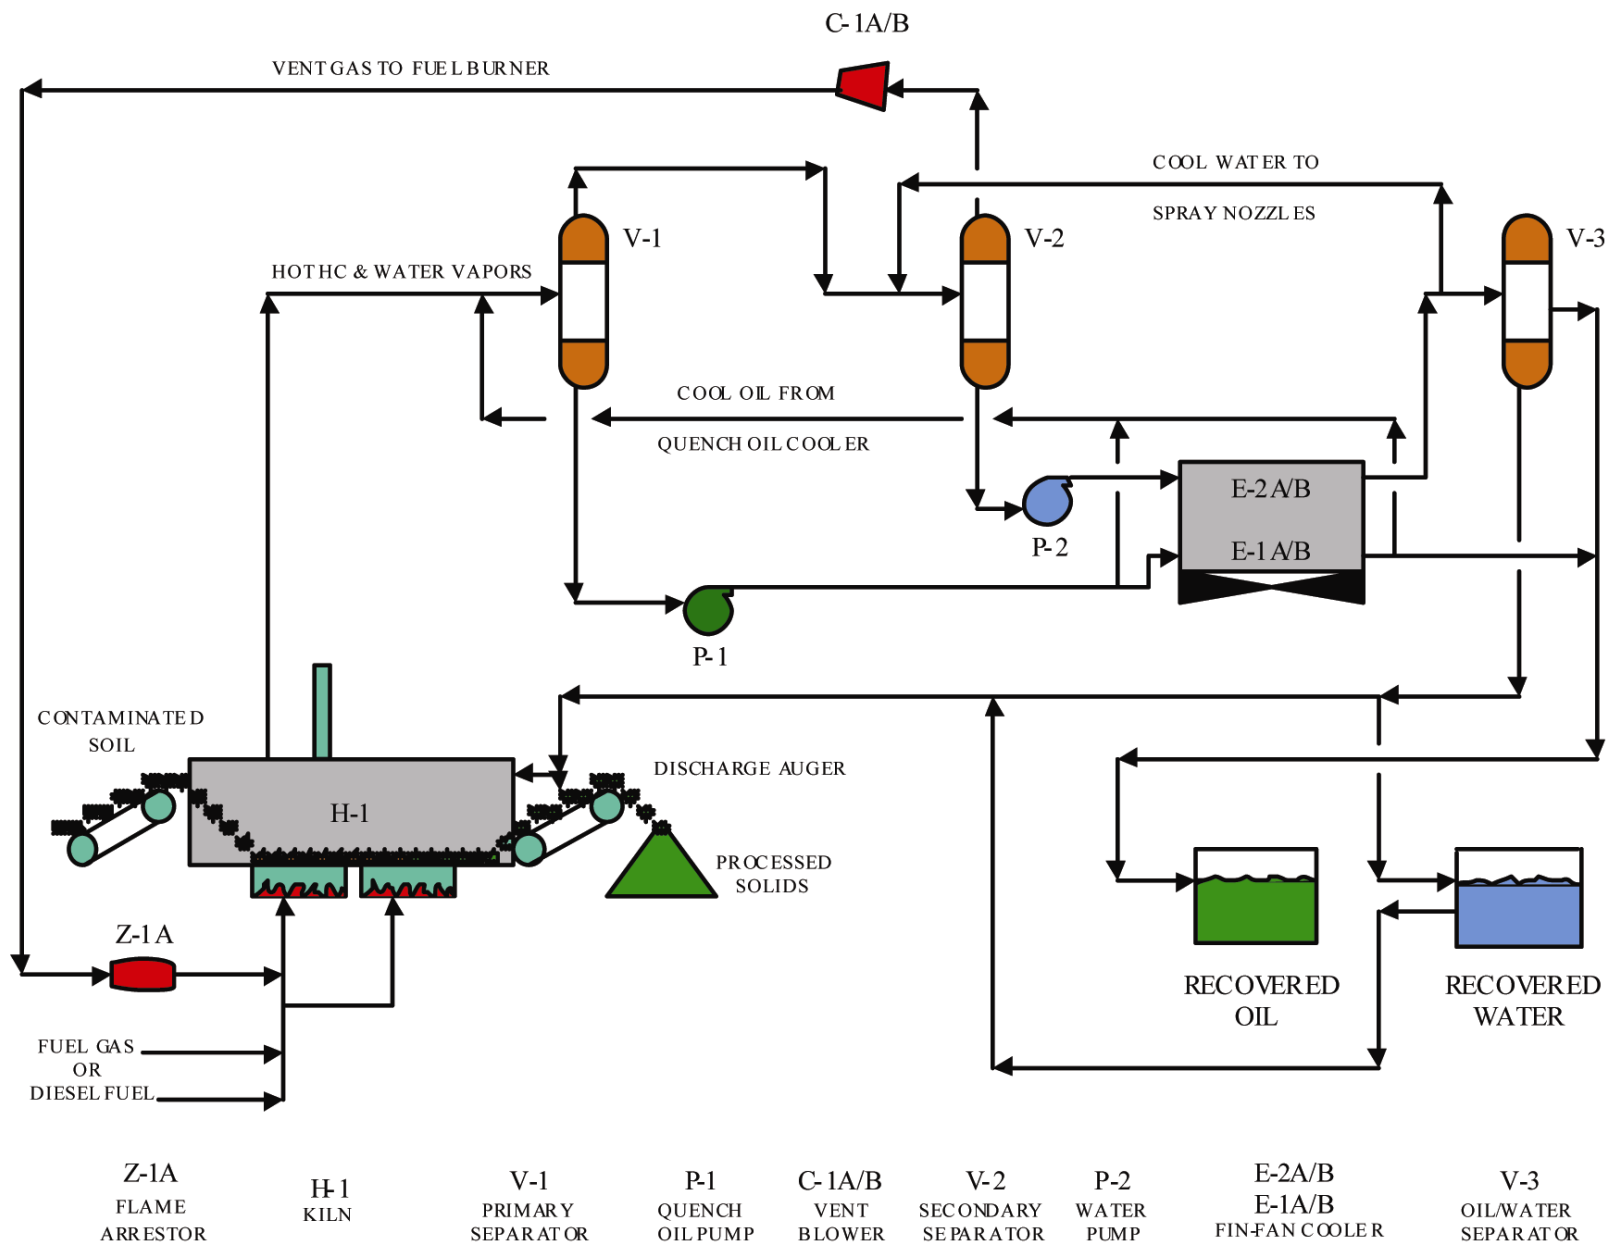 C-1A/B
VENT GAS TO FUEL BURNER
COOL WATER TO
SPRAY NOZZLES
V-1
V-2
V-3
HOT HC & WATER VAPORS
COOL OIL FROM
QUENCH OIL COOLER
E-2A/B
E-1A/B
P-2
P-1
CONTAMINATED
SOIL
DISCHARGE AUGER
H-1
PROCESSED
SOLIDS
Z-1A
RECOVERED
OIL
RECOVERED
WATER
FUEL GAS
OR
DIESEL FUEL
Z-1A
FLAME
ARRESTOR
H-1
KILN
V-1
PRIMARY
SEPARATOR
P-1
QUENCH
OIL PUMP
C-1A/B
VENT
BLOWER
V-2
SECONDARY
SEPARATOR
P-2
WATER
PUMP
E-2A/B
E-1A/B
FIN-FAN COOLER
V-3
OIL/WATER
SEPARATOR